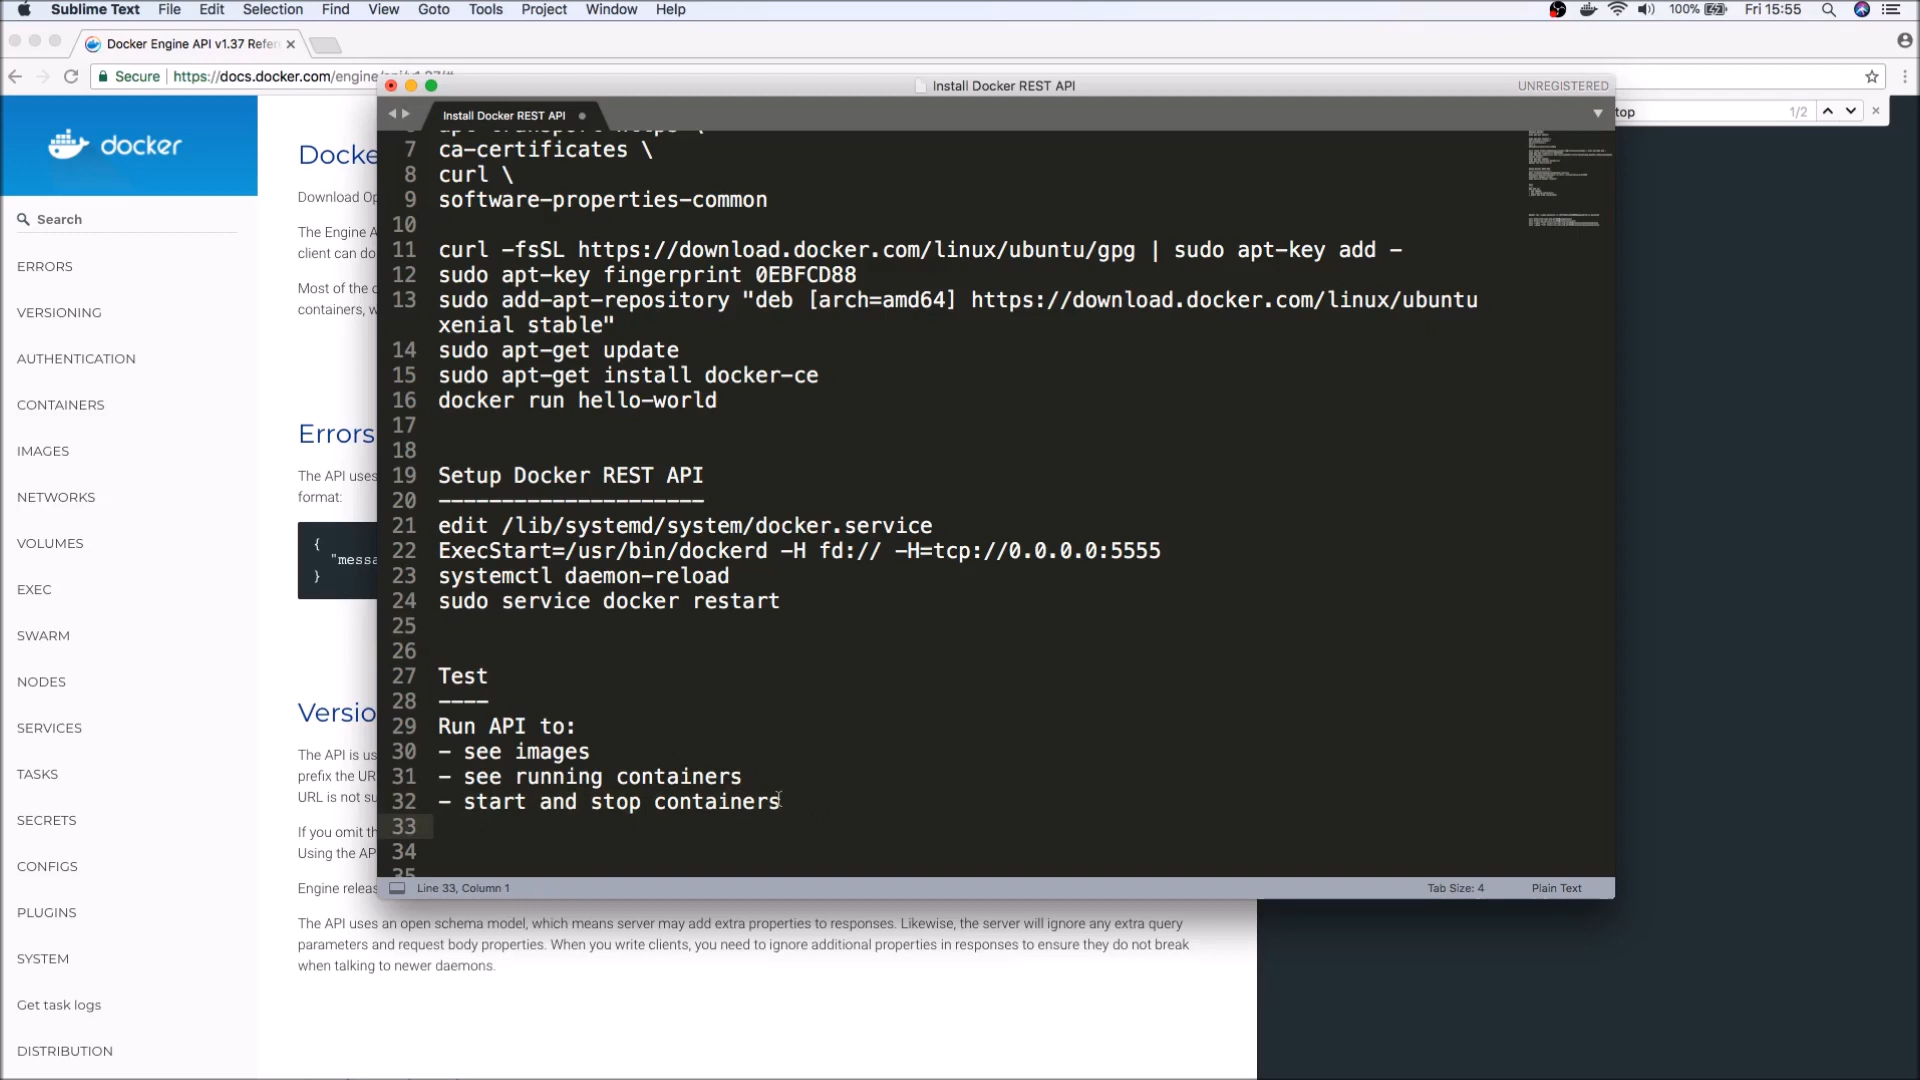 Sublime Text File Edit Selection Find View Goto Tools Project Window Help 100% Fri 15:55
Docker Engine API v1.37 Refer
Secure https://docs.docker.com/engine/api/v1.37/#
Install Docker REST API UNREGISTERED
Install Docker REST API
top 1/2
docker
Search
ERRORS
VERSIONING
AUTHENTICATION
CONTAINERS
IMAGES
NETWORKS
VOLUMES
EXEC
SWARM
NODES
SERVICES
TASKS
SECRETS
CONFIGS
PLUGINS
SYSTEM
Get task logs
DISTRIBUTION
Docke
Download Op
The Engine A
client can do
Most of the c
containers, w
Errors
The API uses
format:
{
"messa
}
Versio
The API is us
prefix the UR
URL is not su
If you omit th
Using the AP
Engine releas
The API uses an open schema model, which means server may add extra properties to responses. Likewise, the server will ignore any extra query
parameters and request body properties. When you write clients, you need to ignore additional properties in responses to ensure they do not break
when talking to newer daemons.
apt-transport-https \
7 ca-certificates \
8 curl \
9 software-properties-common
10
11 curl -fsSL https://download.docker.com/linux/ubuntu/gpg | sudo apt-key add -
12 sudo apt-key fingerprint 0EBFCD88
13 sudo add-apt-repository "deb [arch=amd64] https://download.docker.com/linux/ubuntu
xenial stable"
14 sudo apt-get update
15 sudo apt-get install docker-ce
16 docker run hello-world
17
18
19 Setup Docker REST API
20 ---------------------
21 edit /lib/systemd/system/docker.service
22 ExecStart=/usr/bin/dockerd -H fd:// -H=tcp://0.0.0.0:5555
23 systemctl daemon-reload
24 sudo service docker restart
25
26
27 Test
28 ----
29 Run API to:
30 - see images
31 - see running containers
32 - start and stop containers
33
34
35
Line 33, Column 1 Tab Size: 4 Plain Text